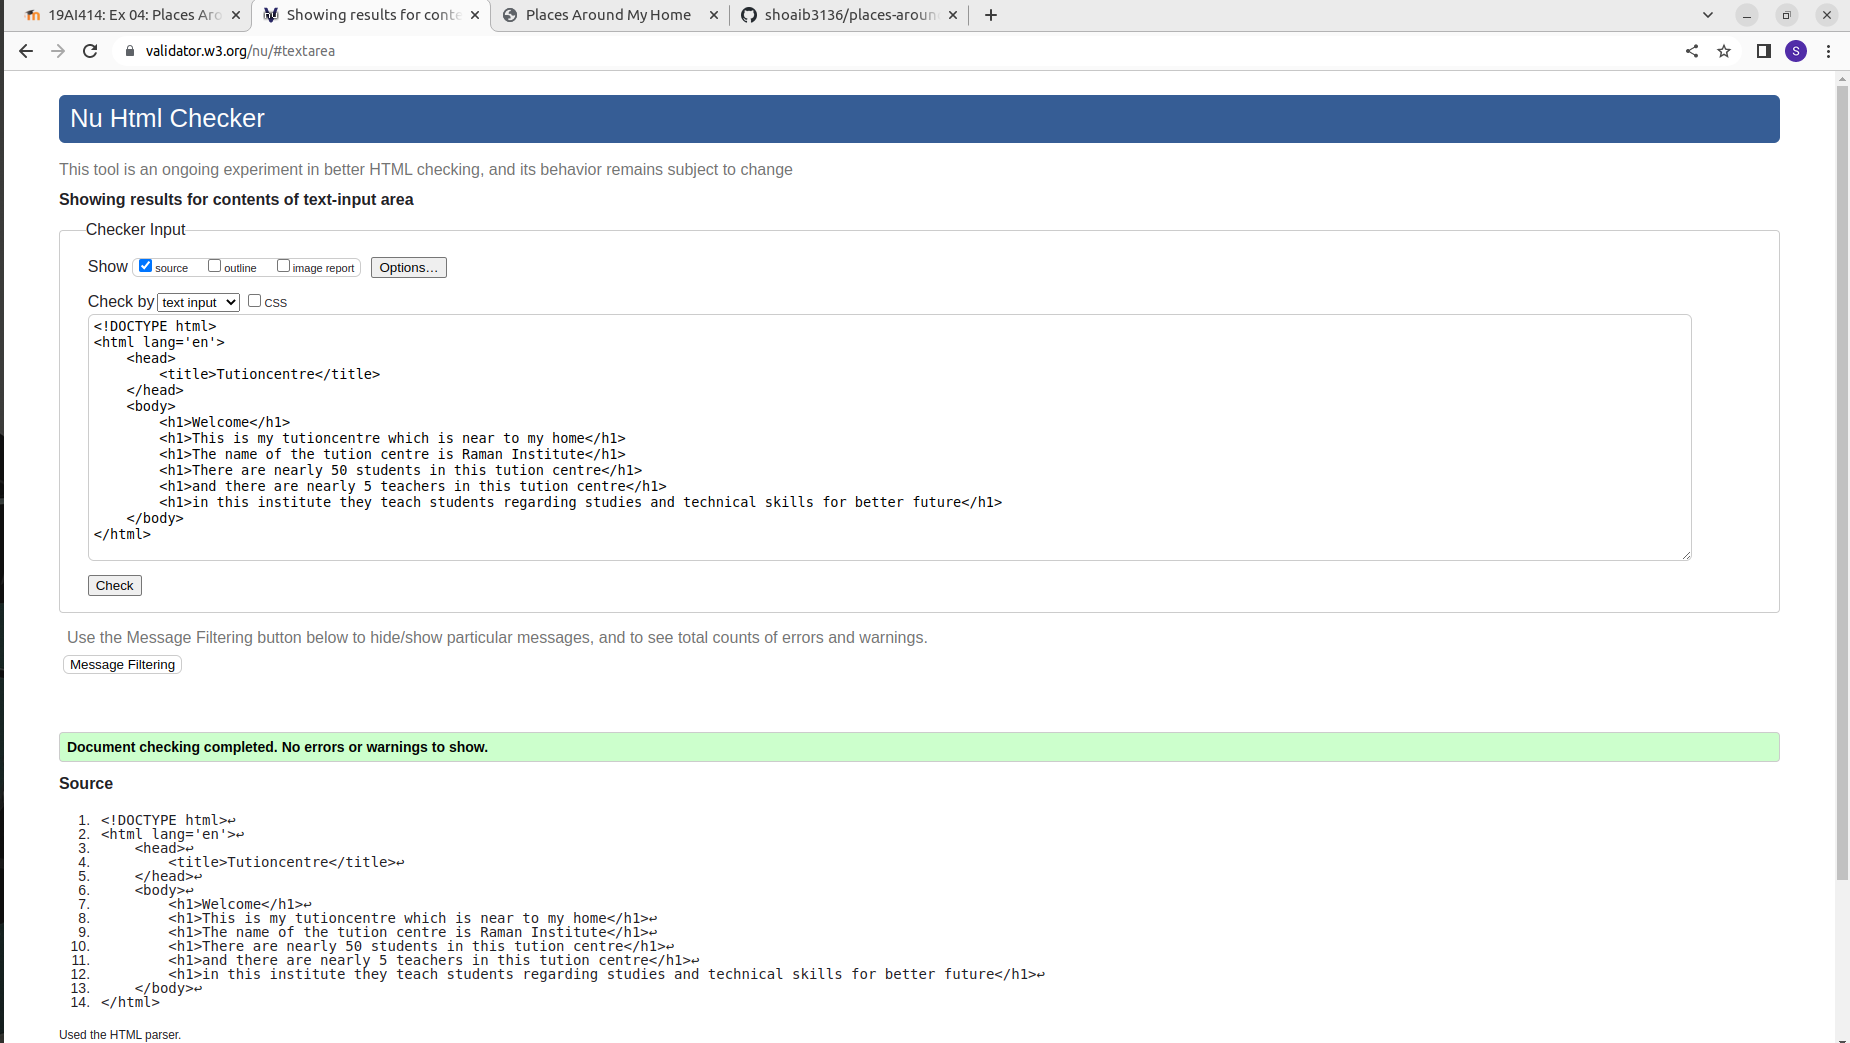 19AI414: Ex 04: Places Aro
Showing results for conte
Places Around My Home
shoaib3136/places-aroun
validator.w3.org/nu/#textarea
S
Nu Html Checker
This tool is an ongoing experiment in better HTML checking, and its behavior remains subject to change
Showing results for contents of text-input area
Checker Input
Show source outline image report Options...
Check by text input CSS
<!DOCTYPE html>
<html lang='en'>
    <head>
        <title>Tutioncentre</title>
    </head>
    <body>
        <h1>Welcome</h1>
        <h1>This is my tutioncentre which is near to my home</h1>
        <h1>The name of the tution centre is Raman Institute</h1>
        <h1>There are nearly 50 students in this tution centre</h1>
        <h1>and there are nearly 5 teachers in this tution centre</h1>
        <h1>in this institute they teach students regarding studies and technical skills for better future</h1>
    </body>
</html>
Check
Use the Message Filtering button below to hide/show particular messages, and to see total counts of errors and warnings.
Message Filtering
Document checking completed. No errors or warnings to show.
Source
1. <!DOCTYPE html>↩
2. <html lang='en'>↩
3.     <head>↩
4.         <title>Tutioncentre</title>↩
5.     </head>↩
6.     <body>↩
7.         <h1>Welcome</h1>↩
8.         <h1>This is my tutioncentre which is near to my home</h1>↩
9.         <h1>The name of the tution centre is Raman Institute</h1>↩
10.         <h1>There are nearly 50 students in this tution centre</h1>↩
11.         <h1>and there are nearly 5 teachers in this tution centre</h1>↩
12.         <h1>in this institute they teach students regarding studies and technical skills for better future</h1>↩
13.     </body>↩
14. </html>
Used the HTML parser.